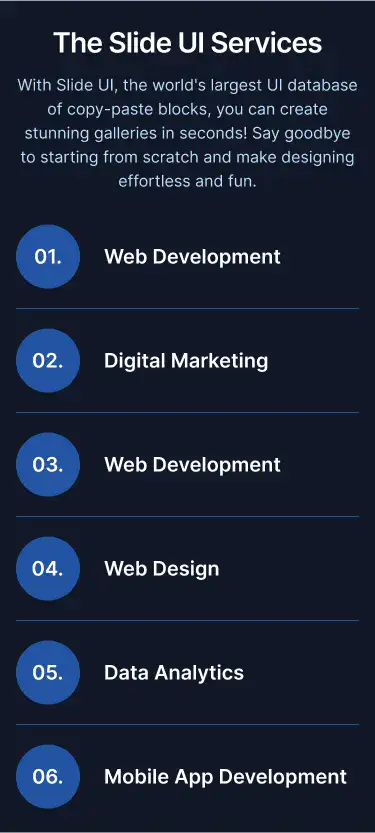 The Slide UI Services
With Slide UI, the world's largest UI database
of copy-paste blocks, you can create
stunning galleries in seconds! Say goodbye
to starting from scratch and make designing
effortless and fun.
01. Web Development
02. Digital Marketing
03. Web Development
04. Web Design
05. Data Analytics
06. Mobile App Development